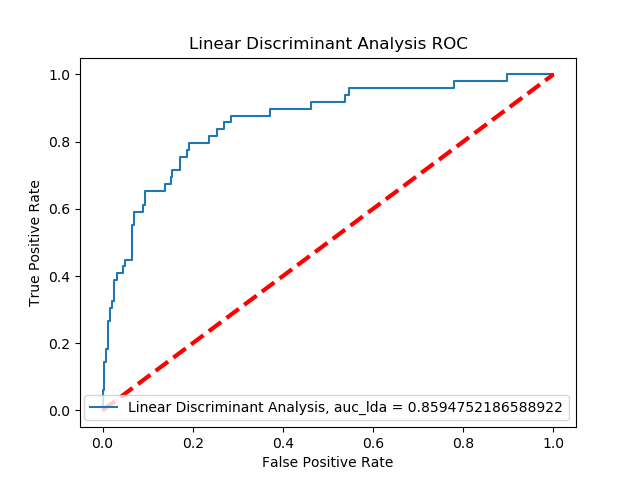 Linear Discriminant Analysis ROC
1.0
0.8
0.6
0.4
0.2
0.0
True Positive Rate
Linear Discriminant Analysis, auc_lda = 0.8594752186588922
0.0 0.2 0.4 0.6 0.8 1.0
False Positive Rate